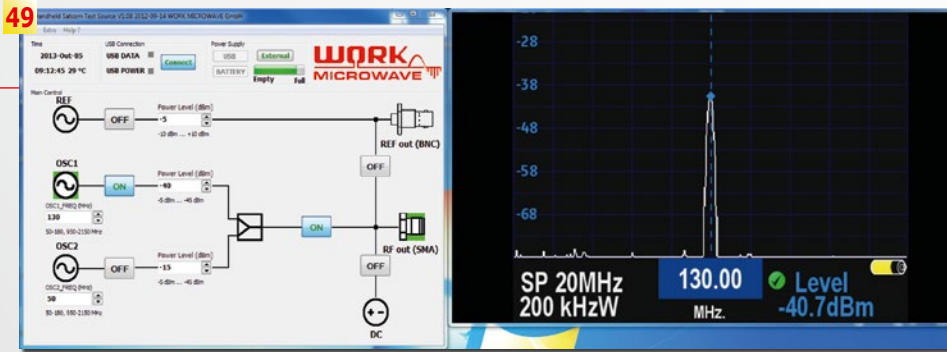 49
Handheld Satcom Test Source V1.08 2012-09-14 WORK MICROWAVE GmbH
Extra Help ?
Time
2013-Out-05
09:12:45 29 °C
USB Connection
USB DATA
USB POWER
Connect
Power Supply
USB
External
BATTERY
Empty Full
WORK
MICROWAVE
Main Control
REF
OFF
Power Level (dBm)
-5
-10 dBm ... +10 dBm
REF out (BNC)
OFF
OSC1
ON
Power Level (dBm)
-40
-5 dBm ... -45 dBm
OSC1_FREQ (MHz)
130
50-180, 950-2150 MHz
ON
RF out (SMA)
OSC2
OFF
Power Level (dBm)
-15
-5 dBm ... -45 dBm
OSC2_FREQ (MHz)
50
50-180, 950-2150 MHz
OFF
DC
-28
-38
-48
-58
-68
SP 20MHz
200 kHzW
130.00
MHz.
Level
-40.7dBm